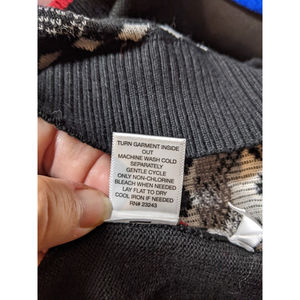 TURN GARMENT INSIDE
OUT
MACHINE WASH COLD
SEPARATELY
GENTLE CYCLE
ONLY NON-CHLORINE
BLEACH WHEN NEEDED
LAY FLAT TO DRY
COOL IRON IF NEEDED
RN# 23243